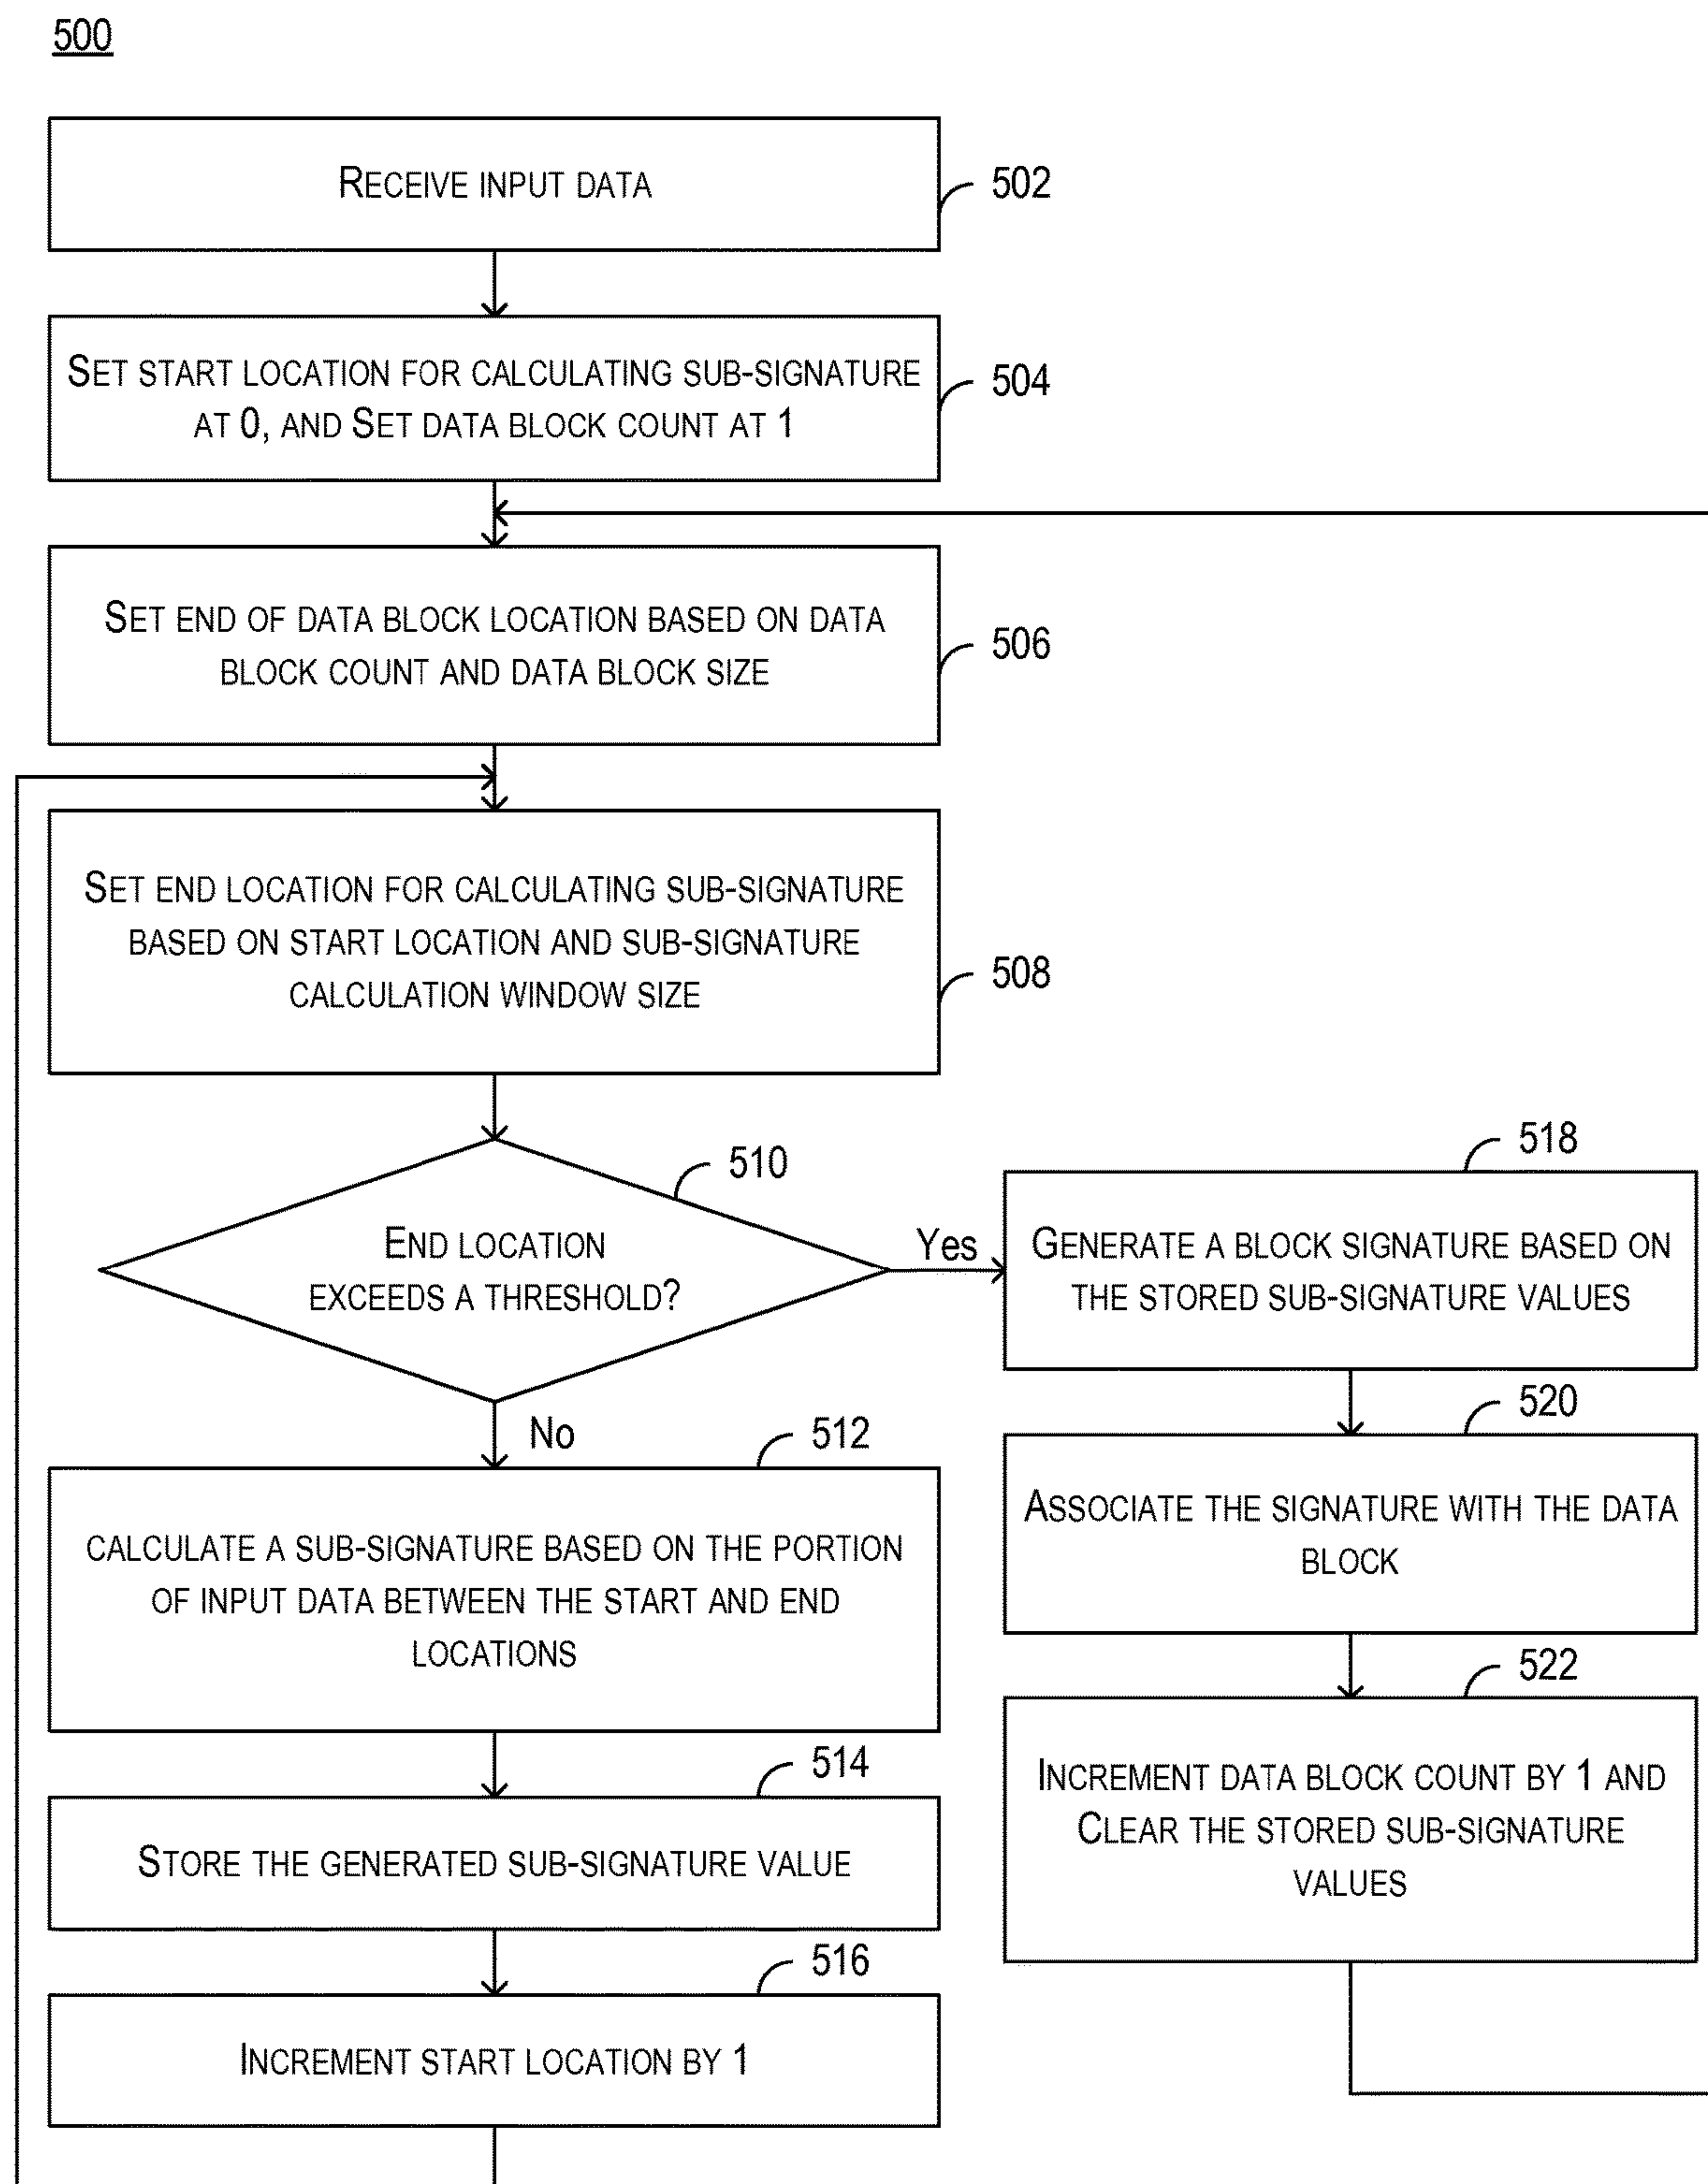 500
RECEIVE INPUT DATA
502
SET START LOCATION FOR CALCULATING SUB-SIGNATURE
AT 0, AND SET DATA BLOCK COUNT AT 1
504
SET END OF DATA BLOCK LOCATION BASED ON DATA
BLOCK COUNT AND DATA BLOCK SIZE
506
SET END LOCATION FOR CALCULATING SUB-SIGNATURE
BASED ON START LOCATION AND SUB-SIGNATURE
CALCULATION WINDOW SIZE
508
510
END LOCATION
EXCEEDS A THRESHOLD?
Yes
No
512
CALCULATE A SUB-SIGNATURE BASED ON THE PORTION
OF INPUT DATA BETWEEN THE START AND END
LOCATIONS
514
STORE THE GENERATED SUB-SIGNATURE VALUE
516
INCREMENT START LOCATION BY 1
518
GENERATE A BLOCK SIGNATURE BASED ON
THE STORED SUB-SIGNATURE VALUES
520
ASSOCIATE THE SIGNATURE WITH THE DATA
BLOCK
522
INCREMENT DATA BLOCK COUNT BY 1 AND
CLEAR THE STORED SUB-SIGNATURE
VALUES